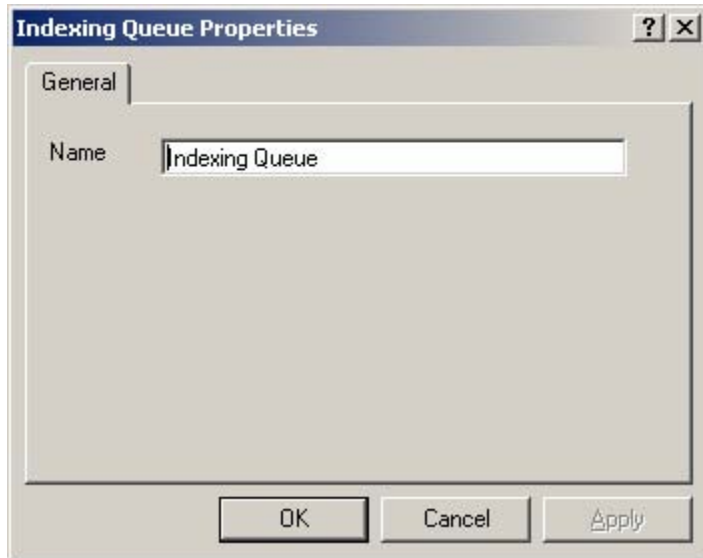 Indexing Queue Properties
General
Name Indexing Queue
OK Cancel Apply